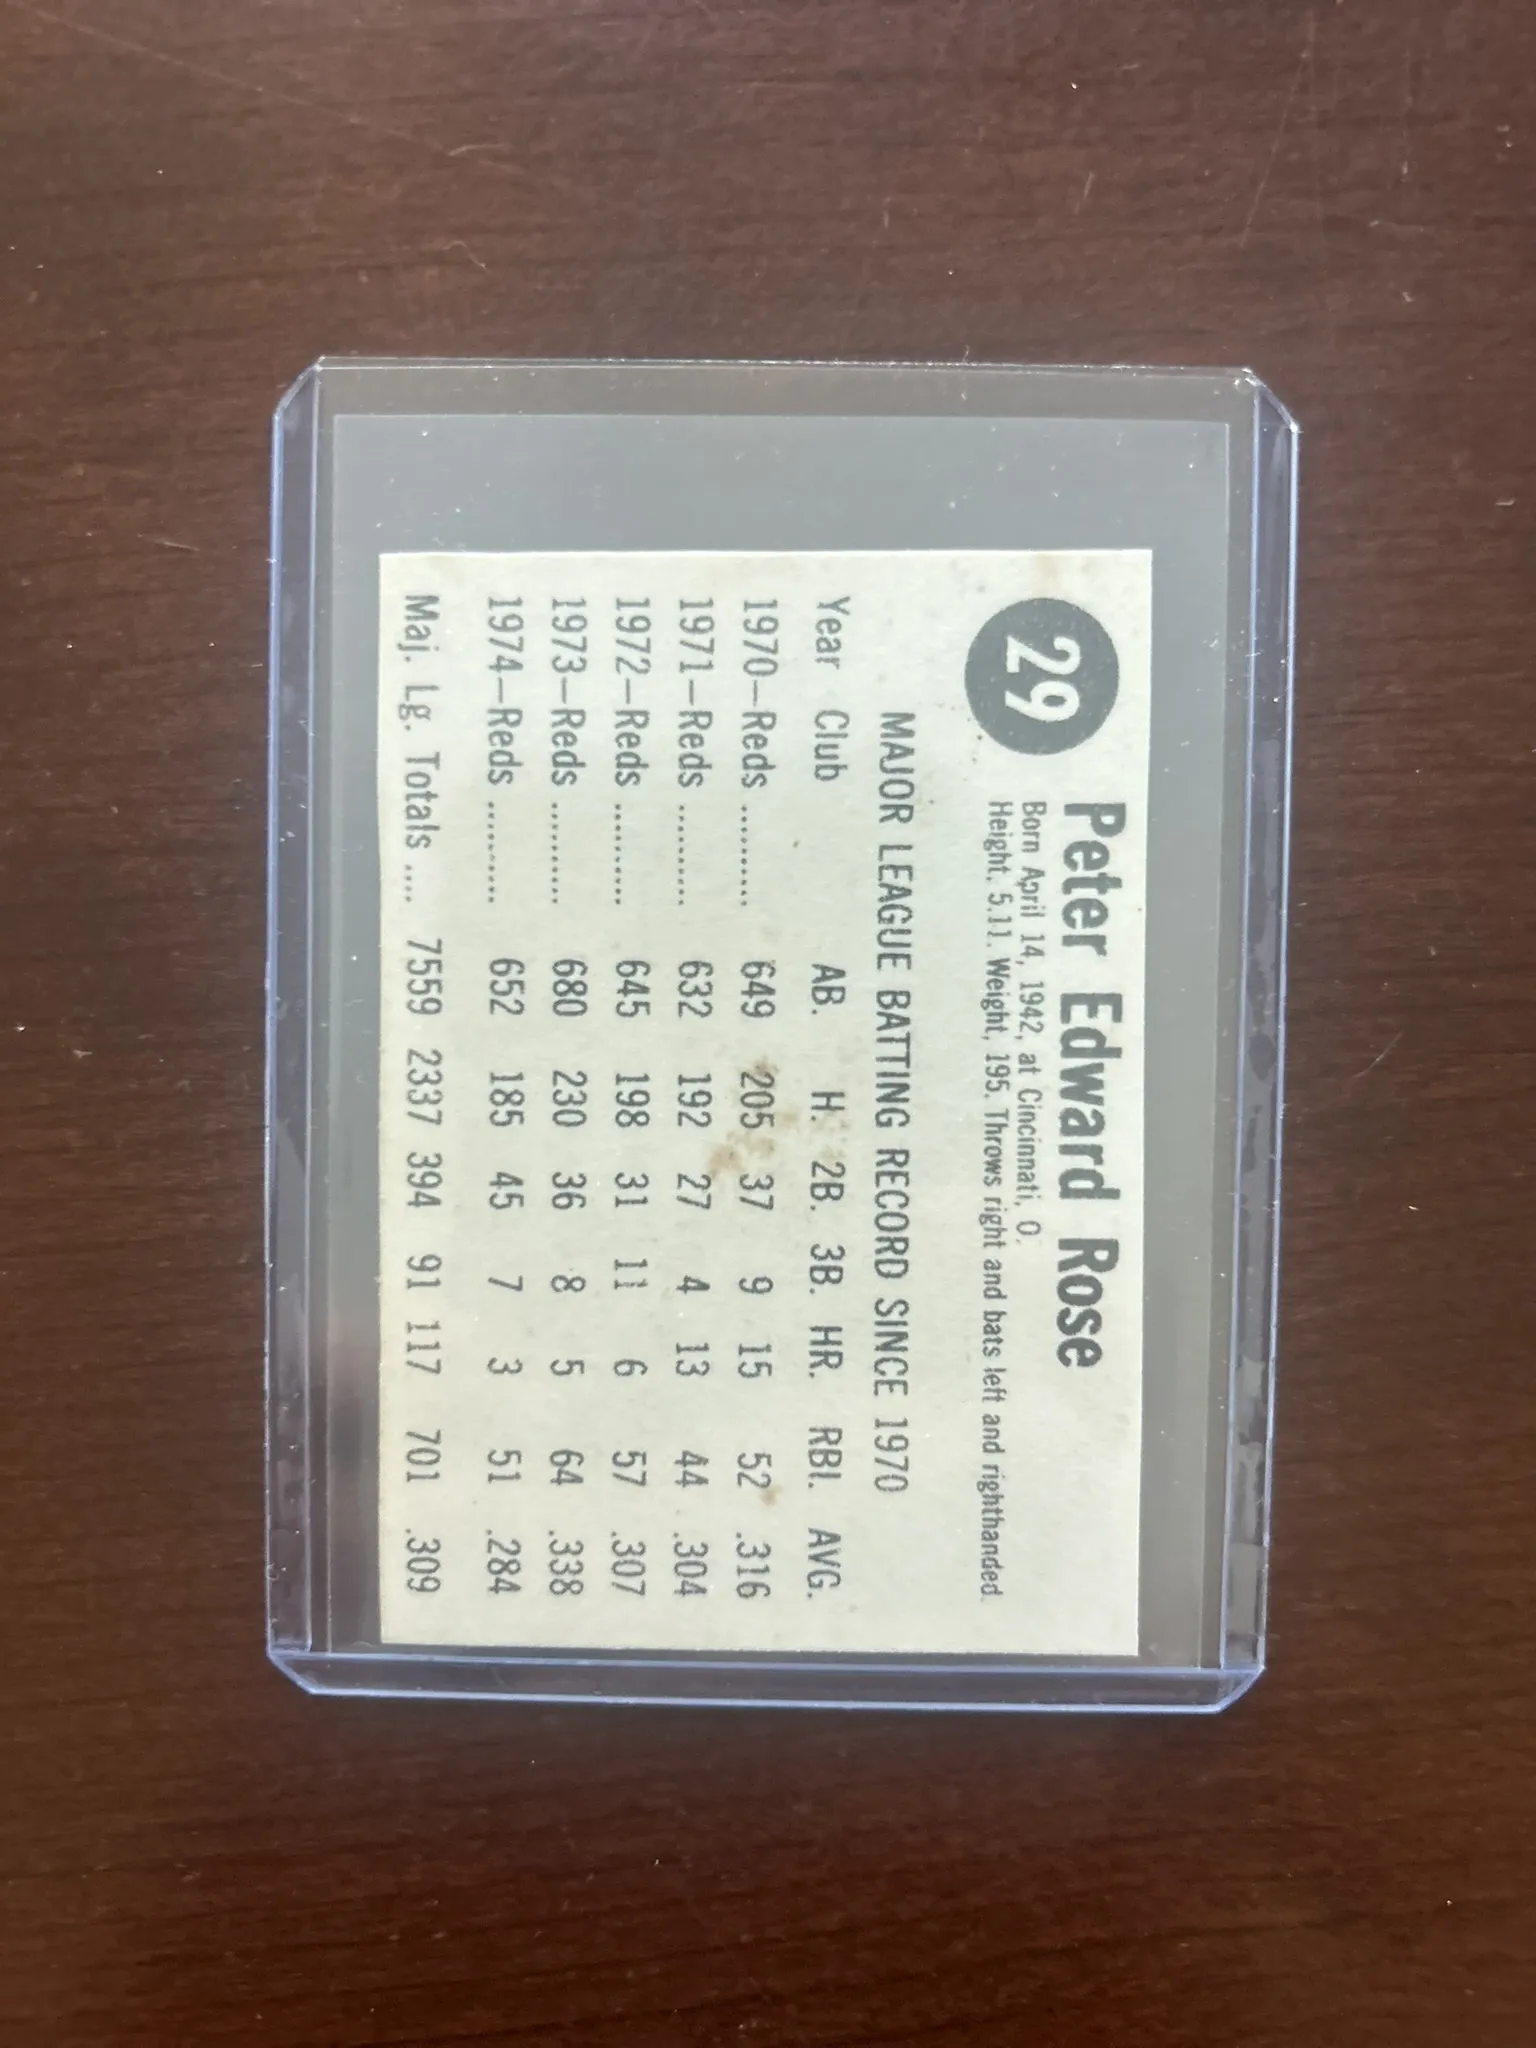 29
Peter Edward Rose
Born April 14, 1942, at Cincinnati, O.
Height, 5.11. Weight, 195. Throws right and bats left and righthanded.
MAJOR LEAGUE BATTING RECORD SINCE 1970
Year Club AB. H. 2B. 3B. HR. RBI. AVG.
1970—Reds .......... 649 205 37 9 15 52 .316
1971—Reds .......... 632 192 27 4 13 44 .304
1972—Reds .......... 645 198 31 11 6 57 .307
1973—Reds .......... 680 230 36 8 5 64 .338
1974—Reds .......... 652 185 45 7 3 51 .284
Maj. Lg. Totals .... 7559 2337 394 91 117 701 .309